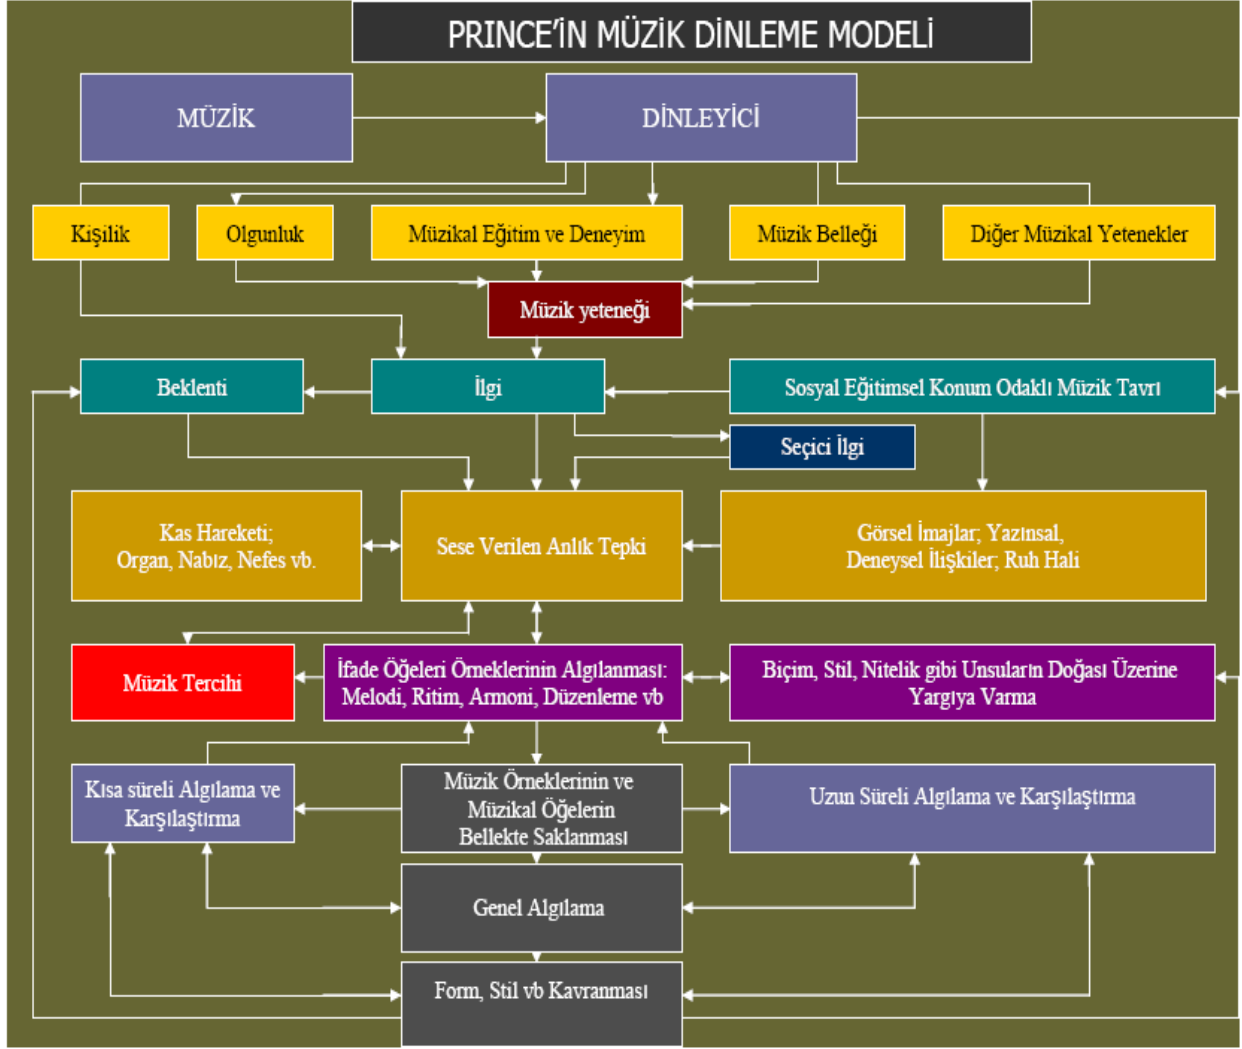 PRINCE'İN MÜZİK DİNLEME MODELİ
MÜZİK
DİNLEYİCİ
Kişilik
Olgunluk
Müzikal Eğitim ve Deneyim
Müzik Belleği
Diğer Müzikal Yetenekler
Müzik yeteneği
Beklenti
İlgi
Sosyal Eğitimsel Konum Odaklı Müzik Tavrı
Seçici İlgi
Kas Hareketi;
Organ, Nabız, Nefes vb.
Sese Verilen Anlık Tepki
Görsel İmajlar; Yazınsal,
Deneysel İlişkiler; Ruh Hali
Müzik Tercihi
İfade Öğeleri Örneklerinin Algılanması:
Melodi, Ritim, Armoni, Düzenleme vb
Biçim, Stil, Nitelik gibi Unsuların Doğası Üzerine
Yargıya Varma
Kısa süreli Algılama ve
Karşılaştırma
Müzik Örneklerinin ve
Müzikal Öğelerin
Bellekte Saklanması
Uzun Süreli Algılama ve Karşılaştırma
Genel Algılama
Form, Stil vb Kavranması